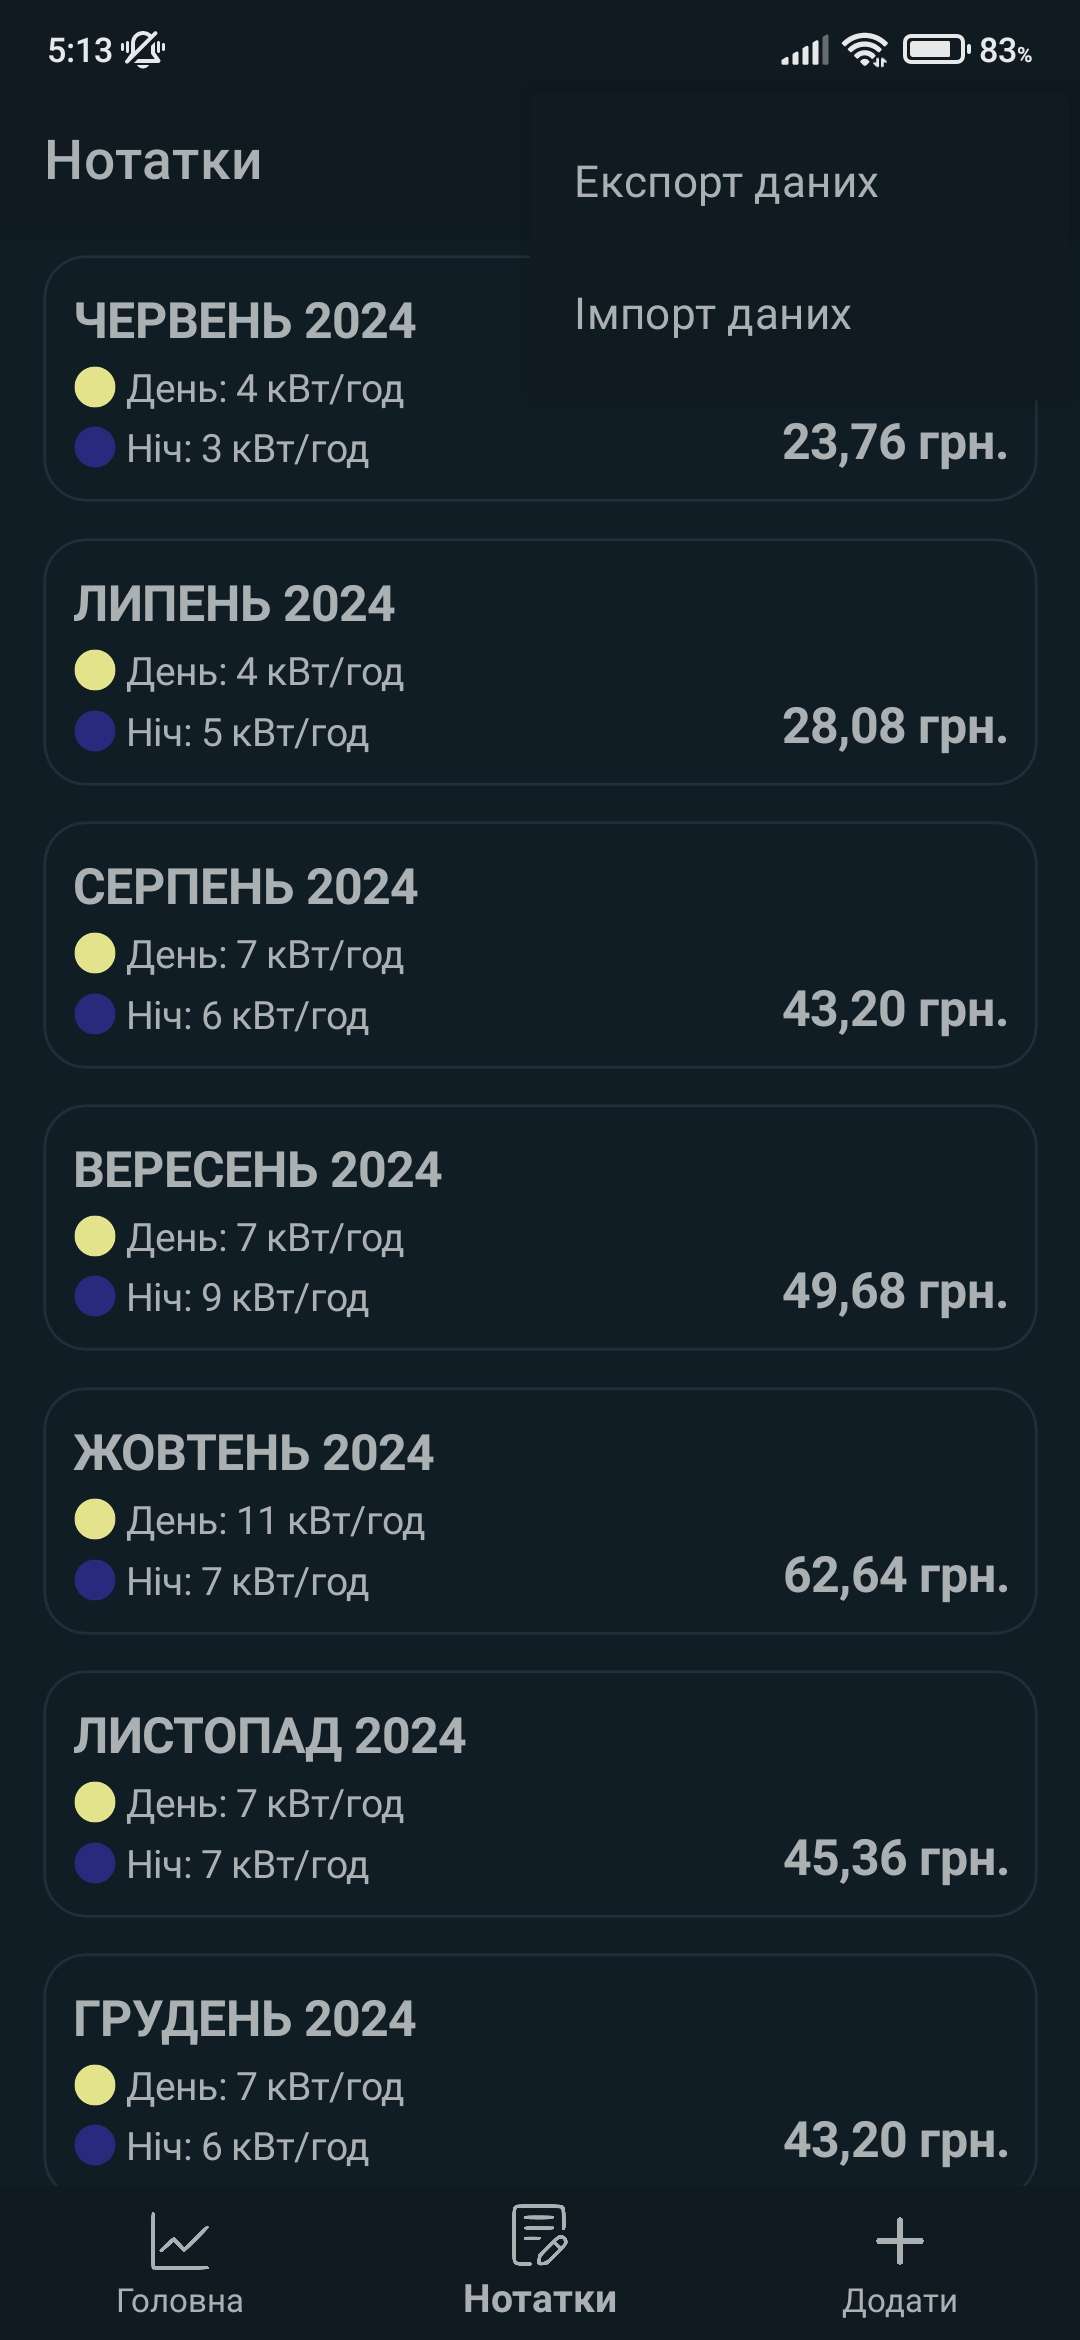 5:13
83%
Нотатки
Експорт даних
Імпорт даних
ЧЕРВЕНЬ 2024
День: 4 кВт/год
Ніч: 3 кВт/год
23,76 грн.
ЛИПЕНЬ 2024
День: 4 кВт/год
Ніч: 5 кВт/год
28,08 грн.
СЕРПЕНЬ 2024
День: 7 кВт/год
Ніч: 6 кВт/год
43,20 грн.
ВЕРЕСЕНЬ 2024
День: 7 кВт/год
Ніч: 9 кВт/год
49,68 грн.
ЖОВТЕНЬ 2024
День: 11 кВт/год
Ніч: 7 кВт/год
62,64 грн.
ЛИСТОПАД 2024
День: 7 кВт/год
Ніч: 7 кВт/год
45,36 грн.
ГРУДЕНЬ 2024
День: 7 кВт/год
Ніч: 6 кВт/год
43,20 грн.
Головна
Нотатки
Додати